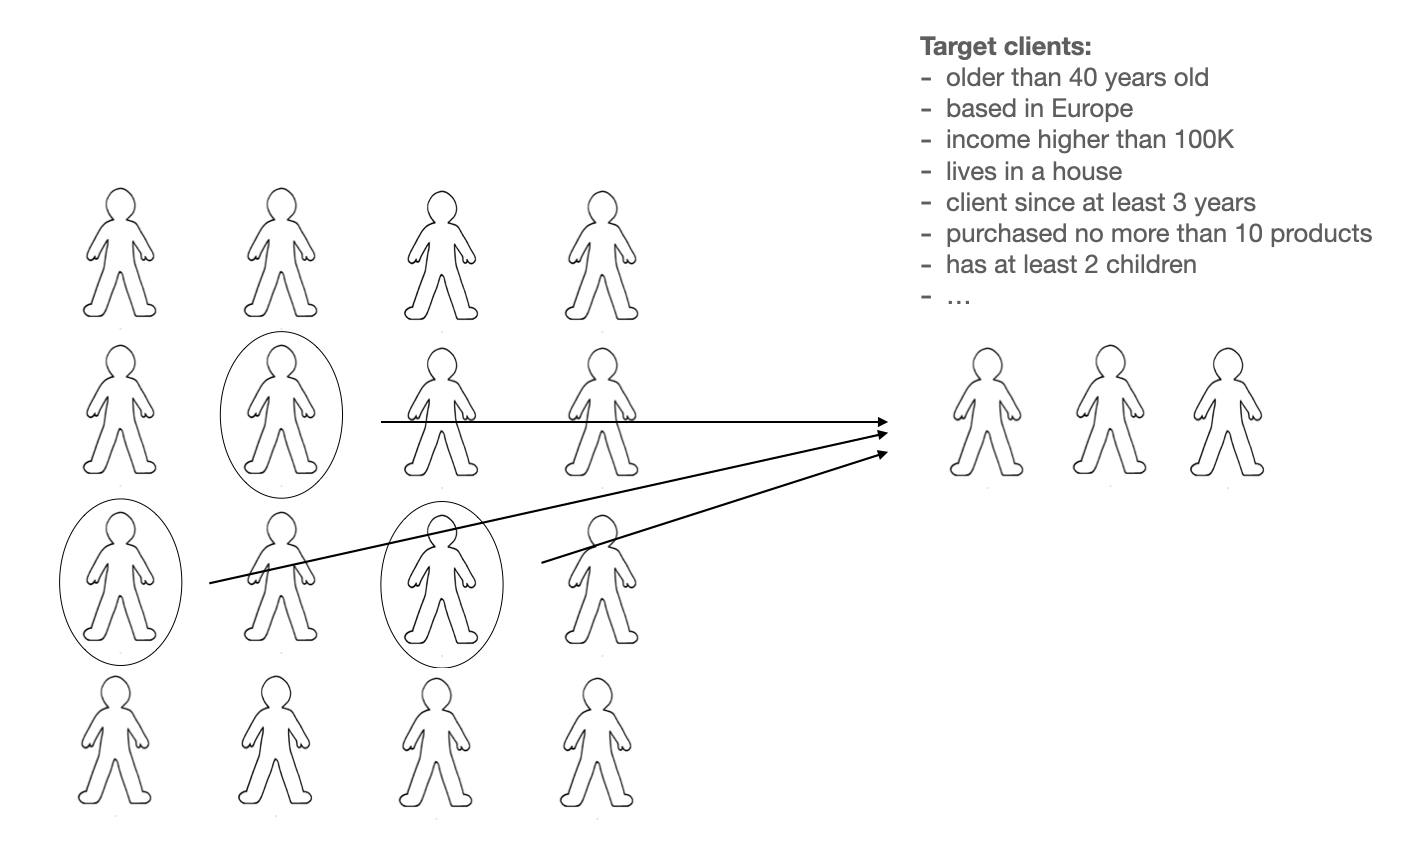 Target clients:
- older than 40 years old
- based in Europe
- income higher than 100K
- lives in a house
- client since at least 3 years
- purchased no more than 10 products
- has at least 2 children
- …